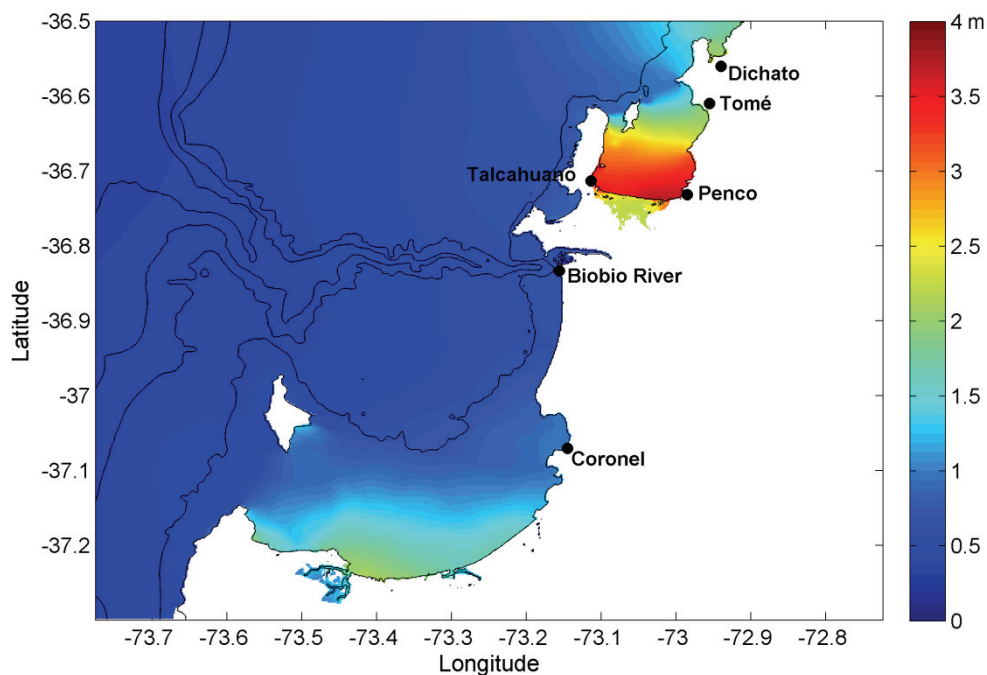 -36.5
-36.6
-36.7
-36.8
-36.9
-37
-37.1
-37.2
Latitude
Dichato
Tomé
Talcahuano
Penco
Biobio River
Coronel
-73.7
-73.6
-73.5
-73.4
-73.3
-73.2
-73.1
-73
-72.9
-72.8
Longitude
4 m
3.5
3
2.5
2
1.5
1
0.5
0